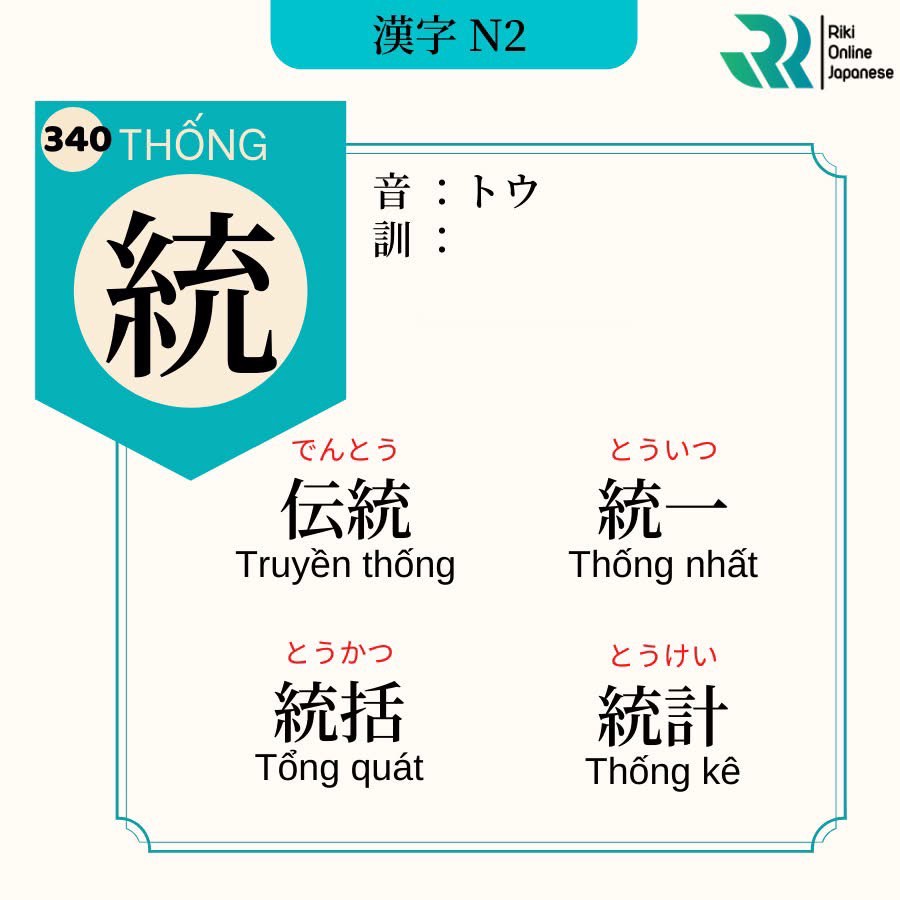 漢字 N2
Riki
Online
Japanese
340 THỐNG
統
音：トウ
訓：
でんとう
伝統
Truyền thống
とういつ
統一
Thống nhất
とうかつ
統括
Tổng quát
とうけい
統計
Thống kê